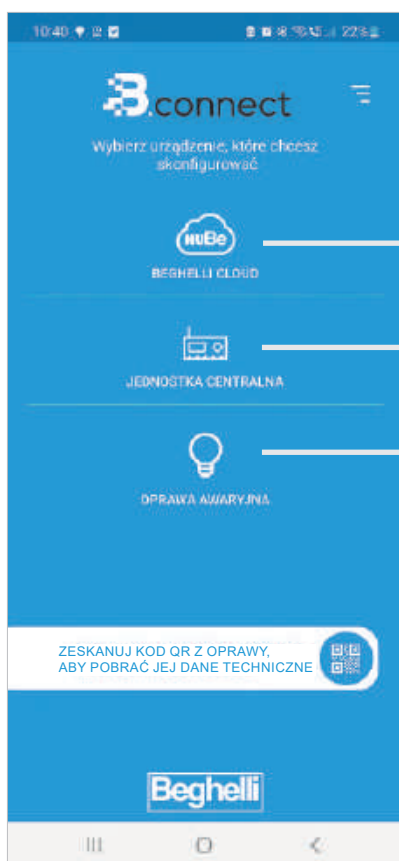 10:40
22%
B.connect
Wybierz urządzenie, które chcesz
skonfigurować
NuBe
BEGHELLI CLOUD
JEDNOSTKA CENTRALNA
OPRAWA AWARYJNA
ZESKANUJ KOD QR Z OPRAWY,
ABY POBRAĆ JEJ DANE TECHNICZNE
Beghelli